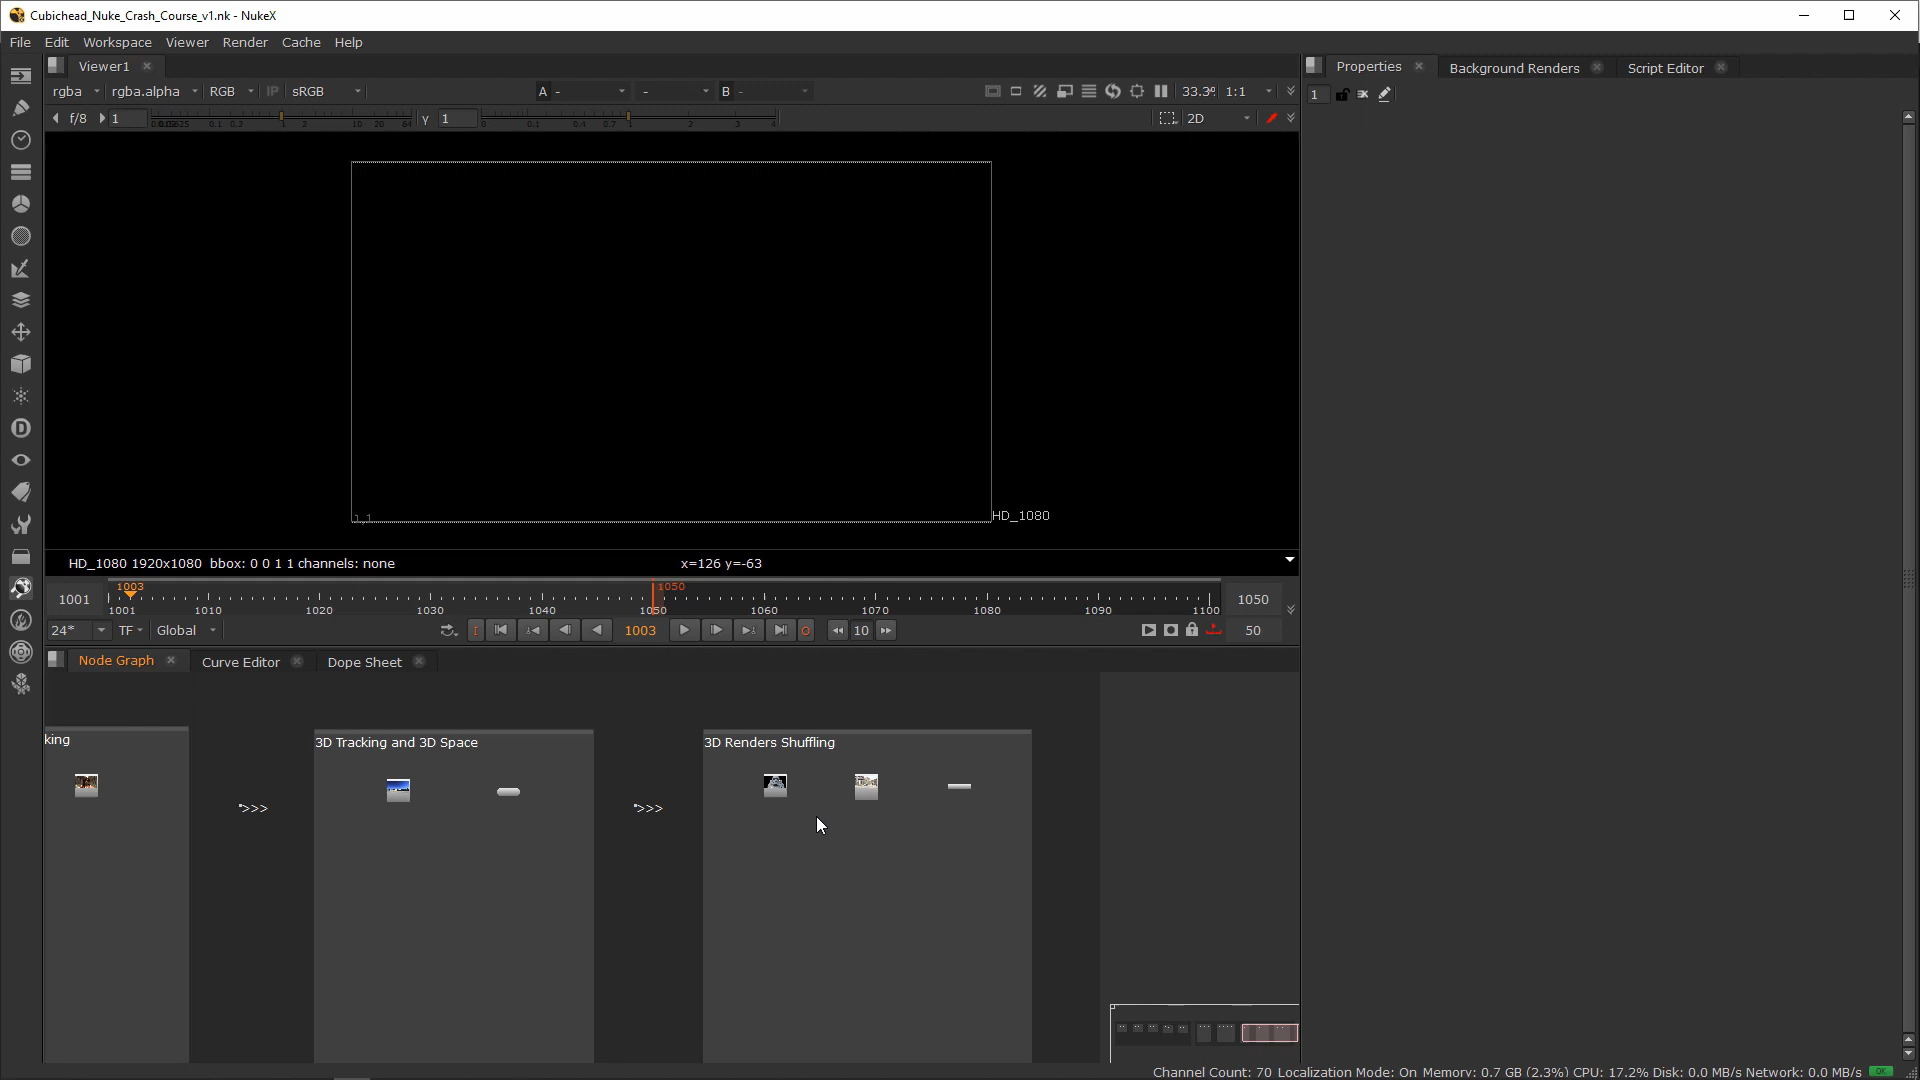 Cubichead_Nuke_Crash_Course_v1.nk - NukeX
File Edit Workspace Viewer Render Cache Help
Viewer1
Properties Background Renders Script Editor
rgba rgba.alpha RGB IP sRGB A - - B - 33.3% 1:1
1
f/8 1 y 1 2D
HD_1080
HD_1080 1920x1080 bbox: 0 0 1 1 channels: none x=126 y=-63
1003 1050
1001 1050
1001 1010 1020 1030 1040 1050 1060 1070 1080 1090 1100
24* TF Global 1003 10 50
Node Graph Curve Editor Dope Sheet
king
3D Tracking and 3D Space
3D Renders Shuffling
>>> >>>
Channel Count: 70 Localization Mode: On Memory: 0.7 GB (2.3%) CPU: 17.2% Disk: 0.0 MB/s Network: 0.0 MB/s OK